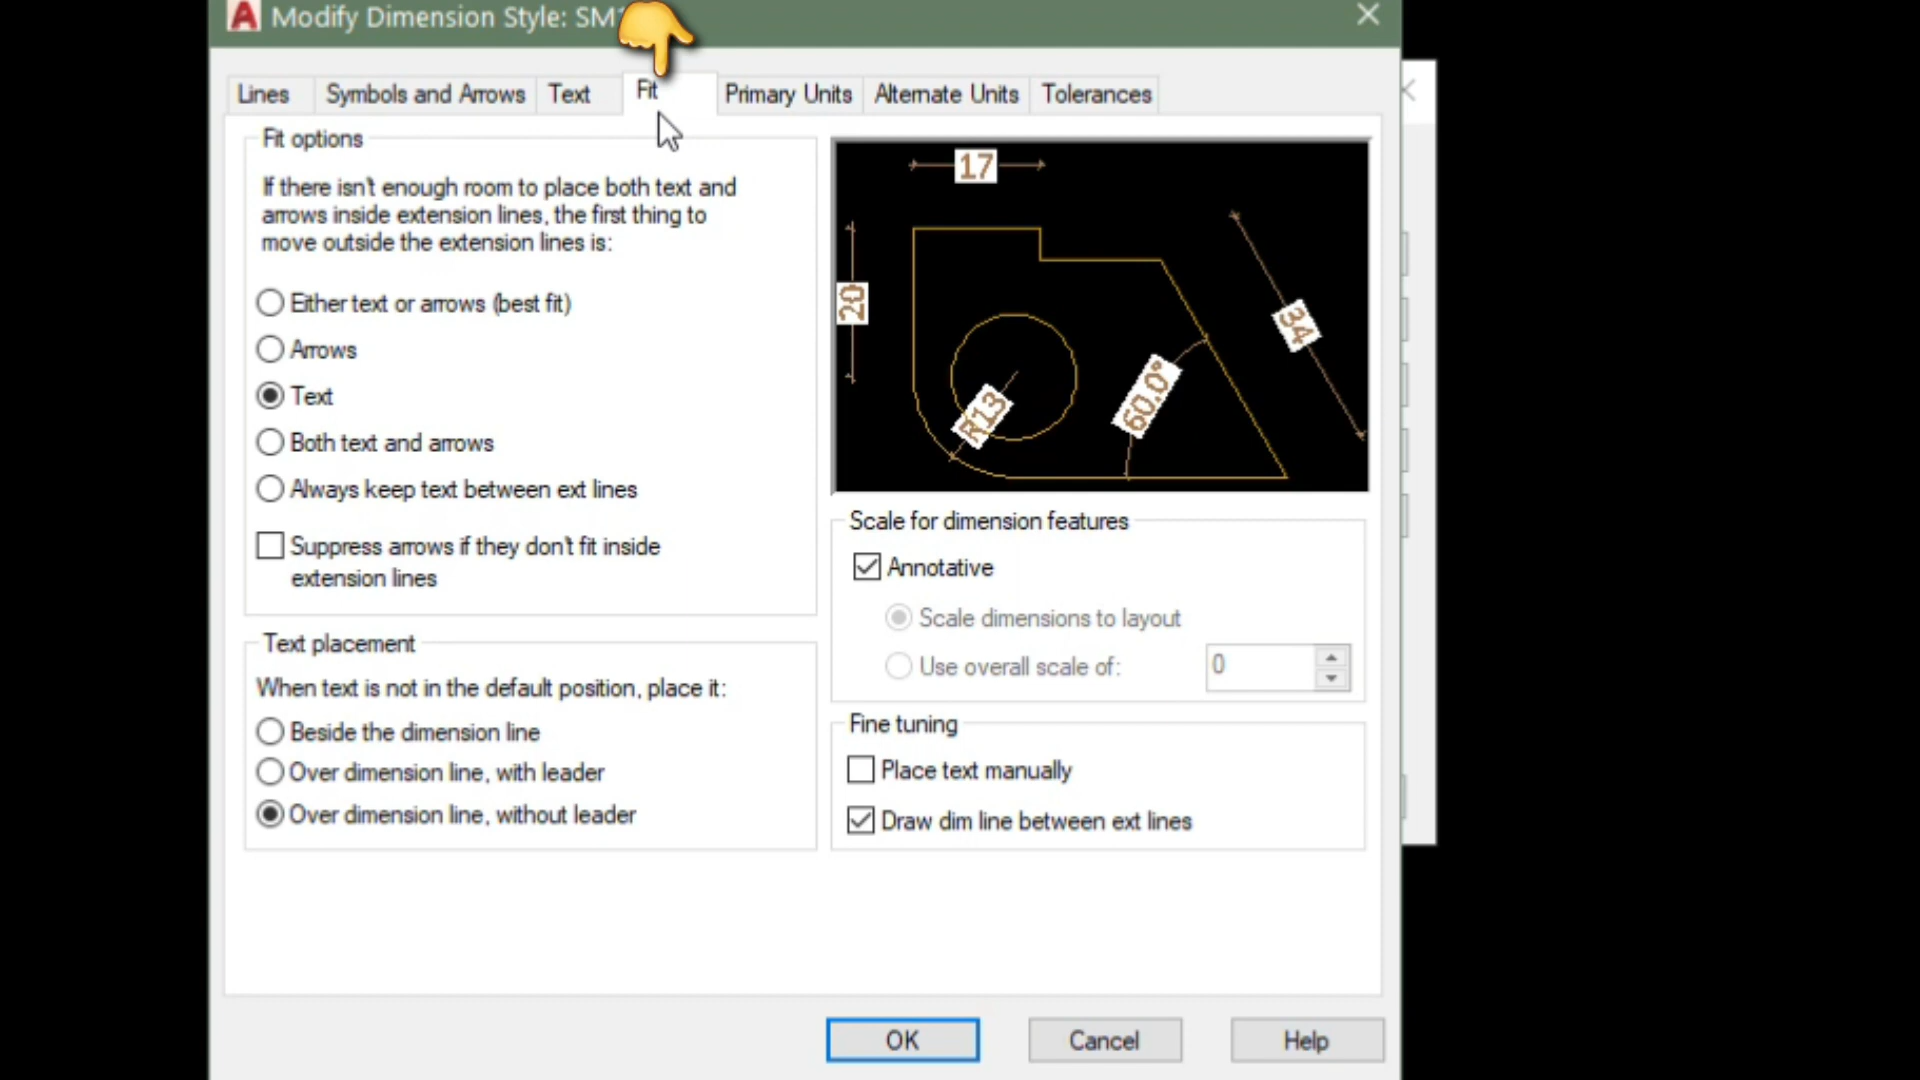 Modify Dimension Style: SM
Lines
Symbols and Arrows
Text
Fit
Primary Units
Alternate Units
Tolerances
Fit options
If there isn't enough room to place both text and
arrows inside extension lines, the first thing to
move outside the extension lines is:
Either text or arrows (best fit)
Arrows
Text
Both text and arrows
Always keep text between ext lines
Suppress arrows if they don't fit inside
extension lines
Text placement
When text is not in the default position, place it:
Beside the dimension line
Over dimension line, with leader
Over dimension line, without leader
17
20
34
R13
60.0°
Scale for dimension features
Annotative
Scale dimensions to layout
Use overall scale of:
0
Fine tuning
Place text manually
Draw dim line between ext lines
OK
Cancel
Help